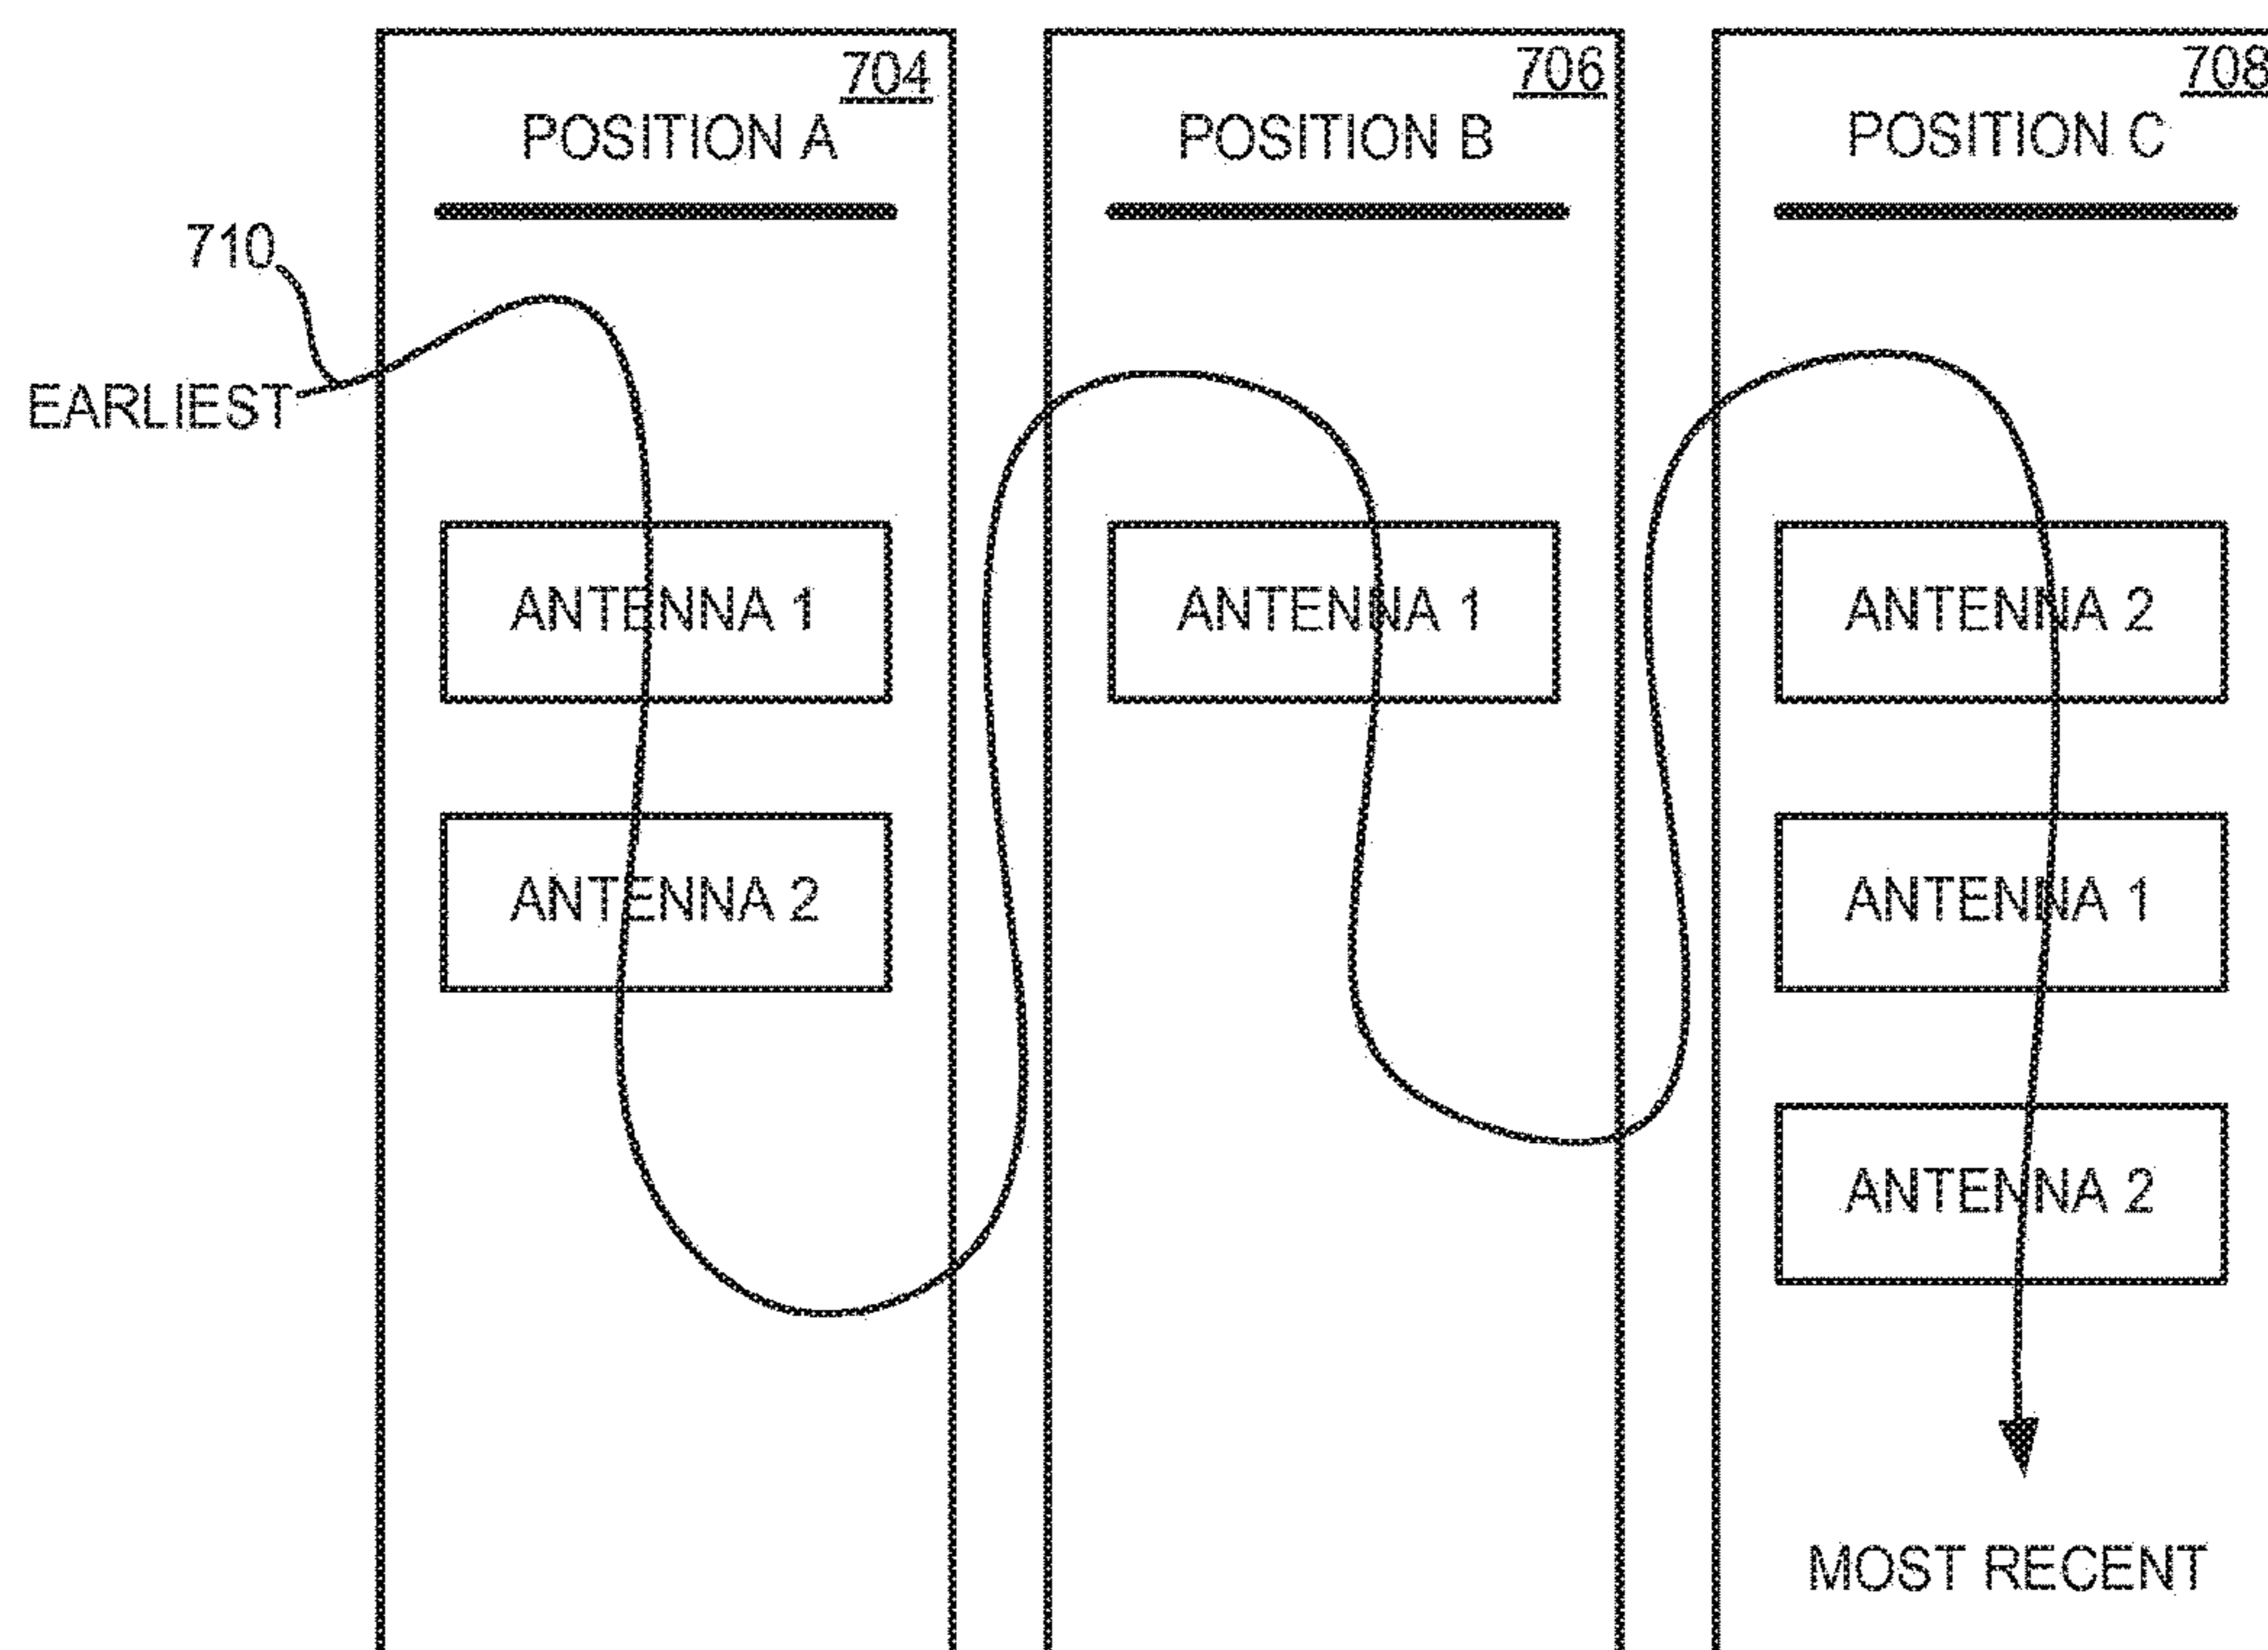 704
POSITION A
706
POSITION B
708
POSITION C
710
EARLIEST
ANTENNA 1
ANTENNA 2
ANTENNA 1
ANTENNA 2
ANTENNA 1
ANTENNA 2
MOST RECENT